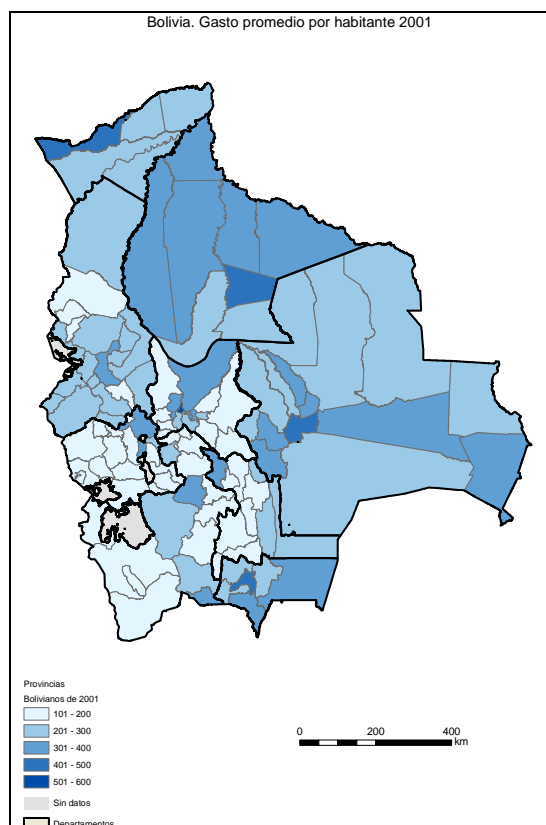 Bolivia. Gasto promedio por habitante 2001
Provincias
Bolivianos de 2001
101 - 200
201 - 300
301 - 400
401 - 500
501 - 600
Sin datos
Departamentos
0 200 400
km